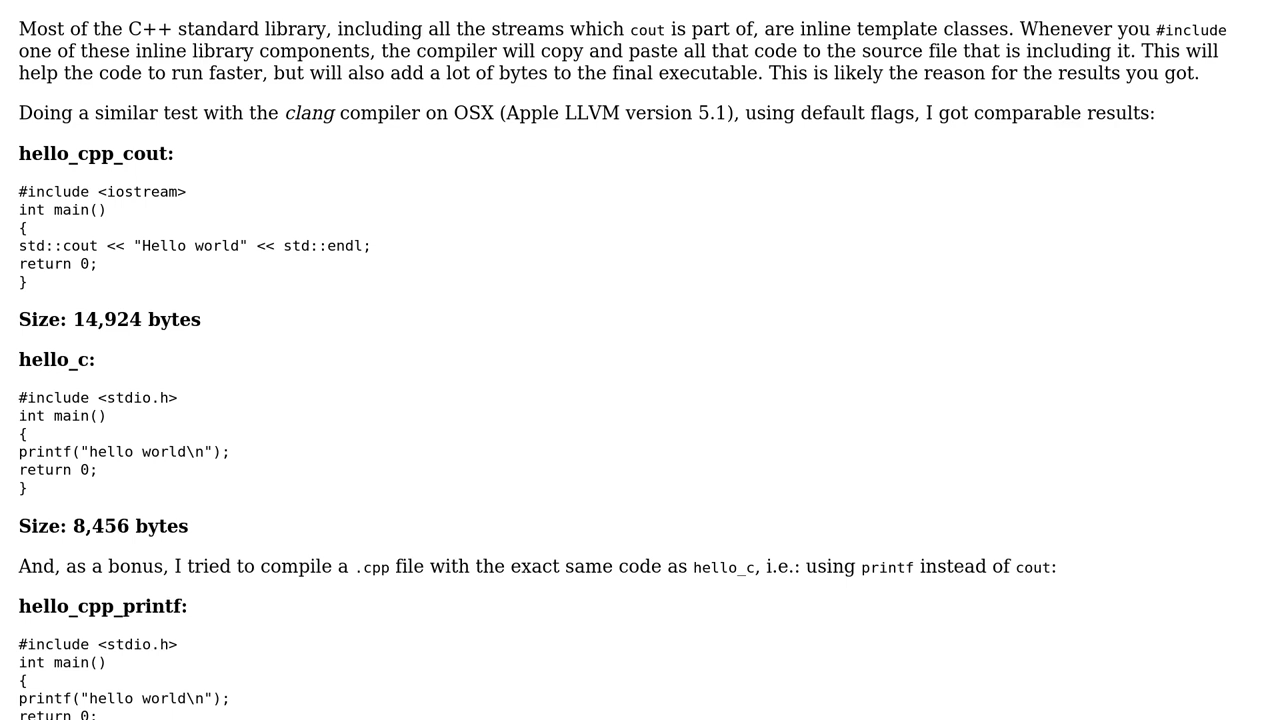 Most of the C++ standard library, including all the streams which cout is part of, are inline template classes. Whenever you #include
one of these inline library components, the compiler will copy and paste all that code to the source file that is including it. This will
help the code to run faster, but will also add a lot of bytes to the final executable. This is likely the reason for the results you got.
Doing a similar test with the clang compiler on OSX (Apple LLVM version 5.1), using default flags, I got comparable results:
hello_cpp_cout:
#include <iostream>
int main()
{
std::cout << "Hello world" << std::endl;
return 0;
}
Size: 14,924 bytes
hello_c:
#include <stdio.h>
int main()
{
printf("hello world\n");
return 0;
}
Size: 8,456 bytes
And, as a bonus, I tried to compile a .cpp file with the exact same code as hello_c, i.e.: using printf instead of cout:
hello_cpp_printf:
#include <stdio.h>
int main()
{
printf("hello world\n");
return 0;